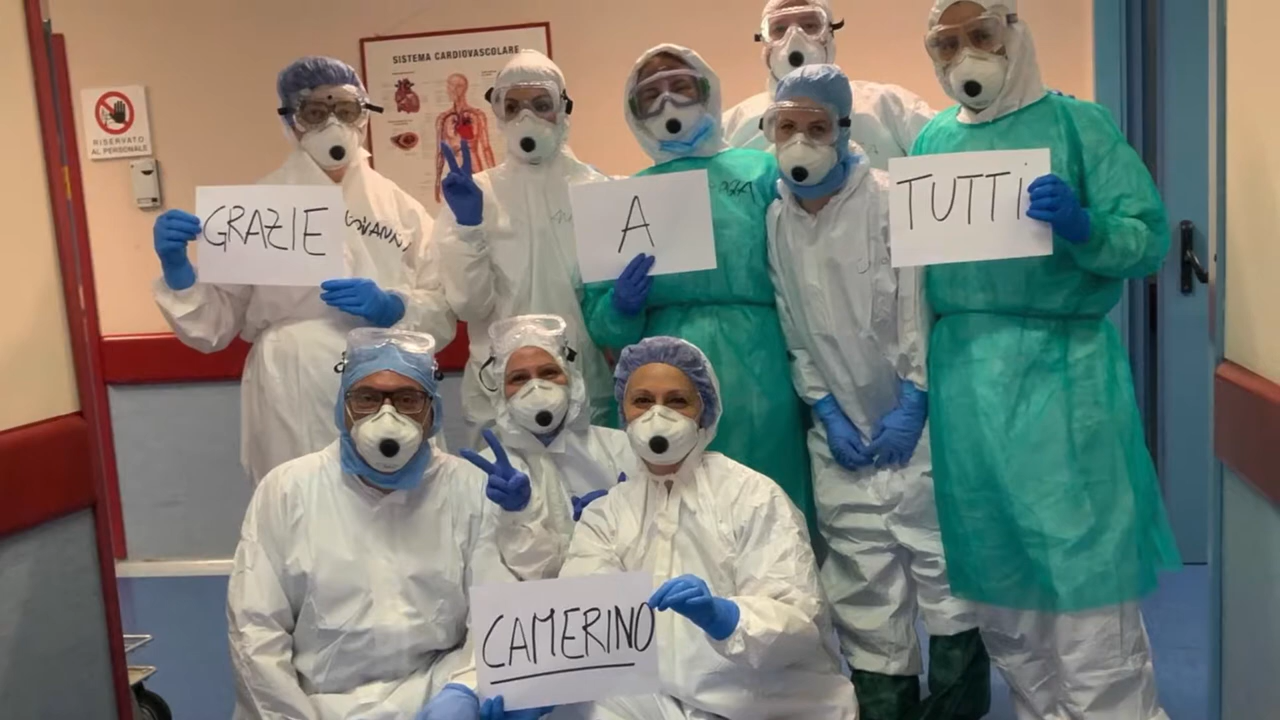 SISTEMA CARDIOVASCOLARE
RISERVATO
AL PERSONALE
GRAZIE
A
TUTTI
CAMERINO